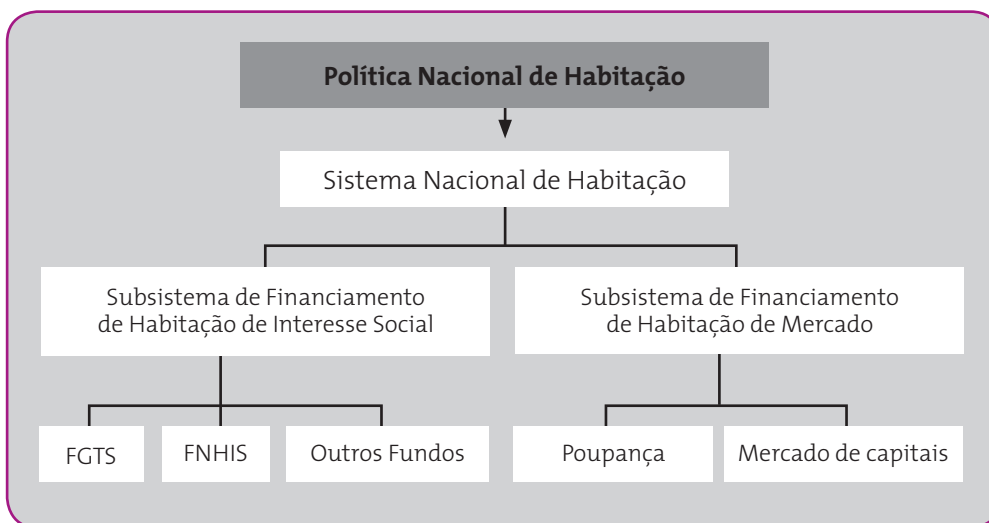 Política Nacional de Habitação
Sistema Nacional de Habitação
Subsistema de Financiamento
de Habitação de Interesse Social
Subsistema de Financiamento
de Habitação de Mercado
FGTS
FNHIS
Outros Fundos
Poupança
Mercado de capitais